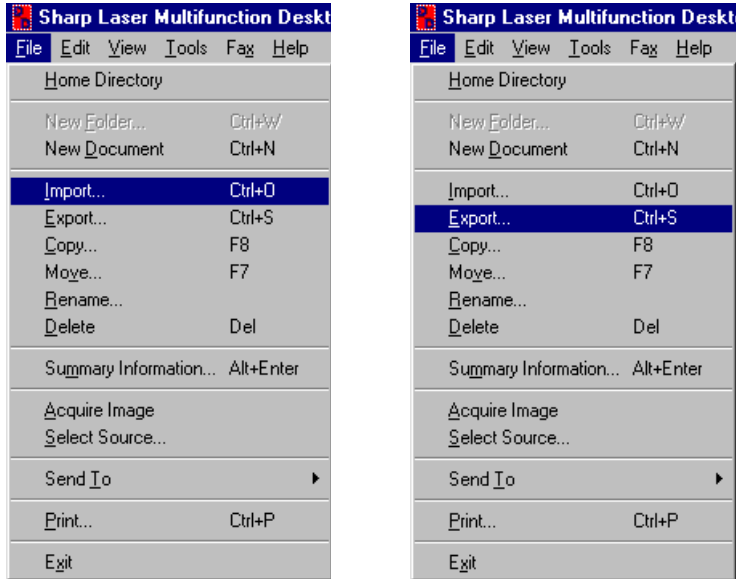 Sharp Laser Multifunction Deskt
File Edit View Tools Fax Help
Home Directory
New Folder... Ctrl+W
New Document Ctrl+N
Import... Ctrl+O
Export... Ctrl+S
Copy... F8
Move... F7
Rename...
Delete Del
Summary Information... Alt+Enter
Acquire Image
Select Source...
Send To
Print... Ctrl+P
Exit
Sharp Laser Multifunction Deskt
File Edit View Tools Fax Help
Home Directory
New Folder... Ctrl+W
New Document Ctrl+N
Import... Ctrl+O
Export... Ctrl+S
Copy... F8
Move... F7
Rename...
Delete Del
Summary Information... Alt+Enter
Acquire Image
Select Source...
Send To
Print... Ctrl+P
Exit